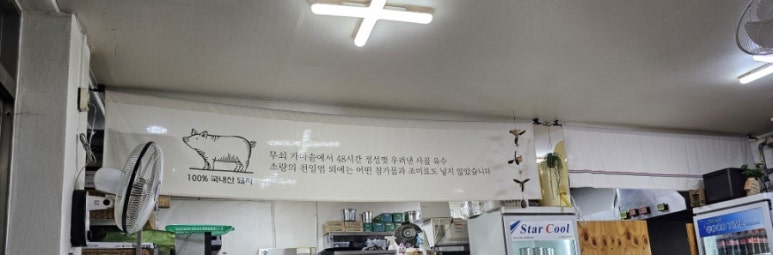 무쇠 가마솥에서 48시간 정성껏 우려낸 사골 육수
소량의 천일염 외에는 어떤 첨가물과 조미료도 넣지 않았습니다
100% 국내산 돼지
Star Cool